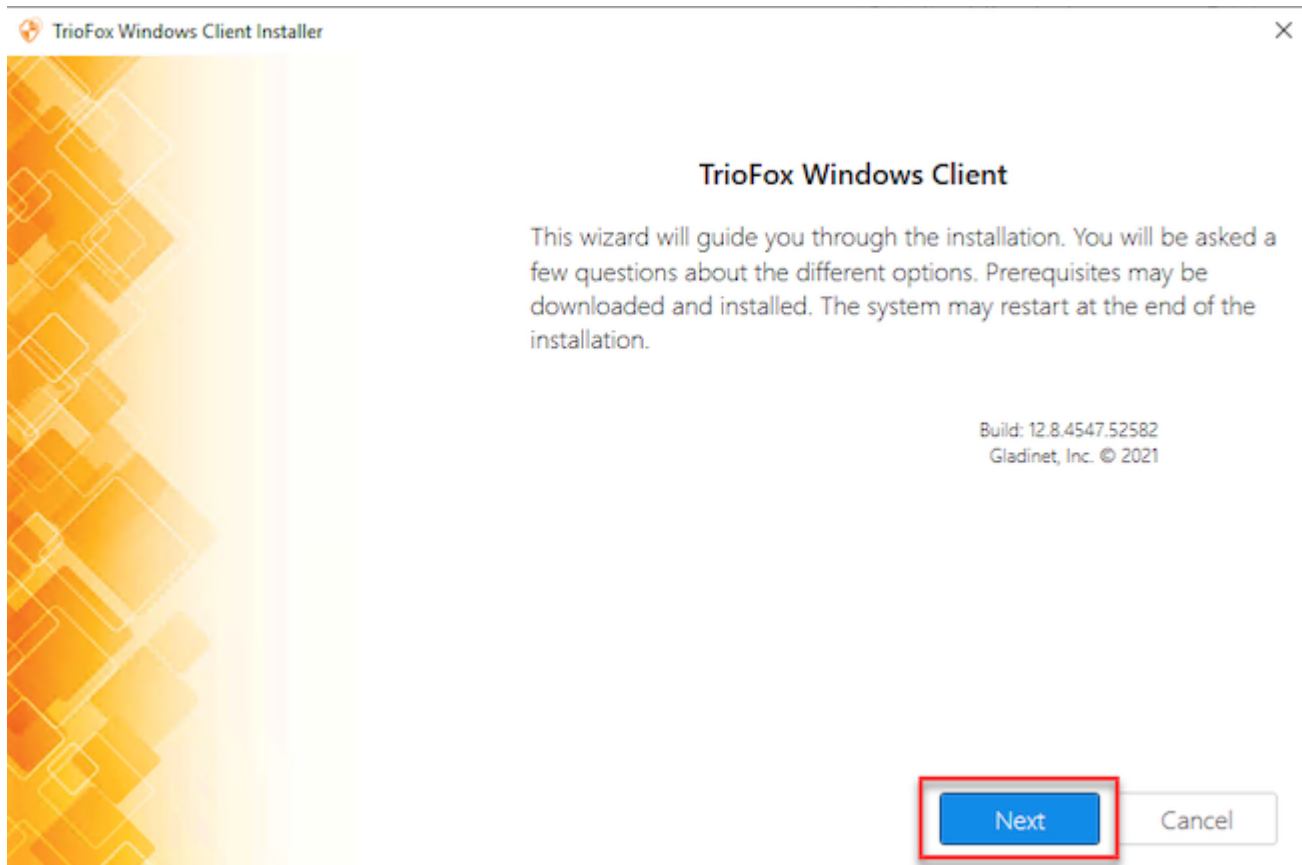 TrioFox Windows Client Installer
TrioFox Windows Client
This wizard will guide you through the installation. You will be asked a
few questions about the different options. Prerequisites may be
downloaded and installed. The system may restart at the end of the
installation.
Build: 12.8.4547.52582
Gladinet, Inc. © 2021
Next Cancel